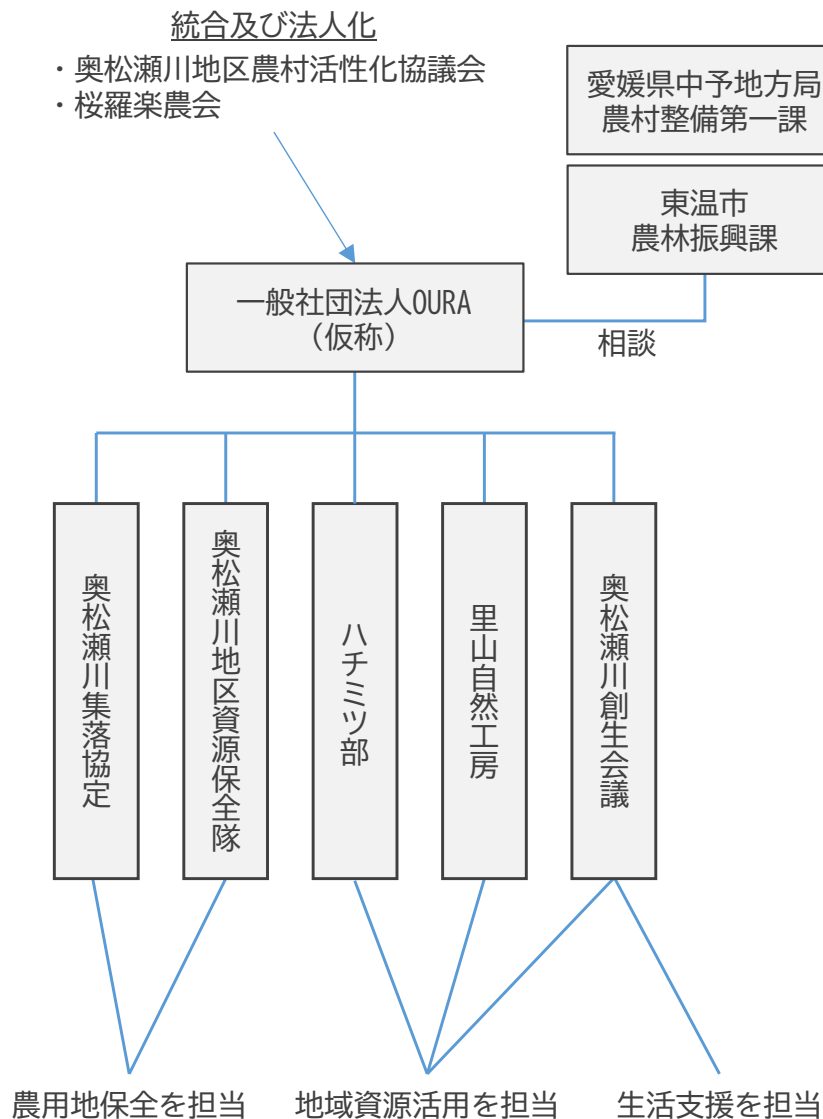 統合及び法人化
・奥松瀬川地区農村活性化協議会
・桜羅楽農会
愛媛県中予地方局
農村整備第一課
東温市
農林振興課
一般社団法人OURA
（仮称）
相談
奥松瀬川集落協定
奥松瀬川地区資源保全隊
ハチミツ部
里山自然工房
奥松瀬川創生会議
農用地保全を担当
地域資源活用を担当
生活支援を担当